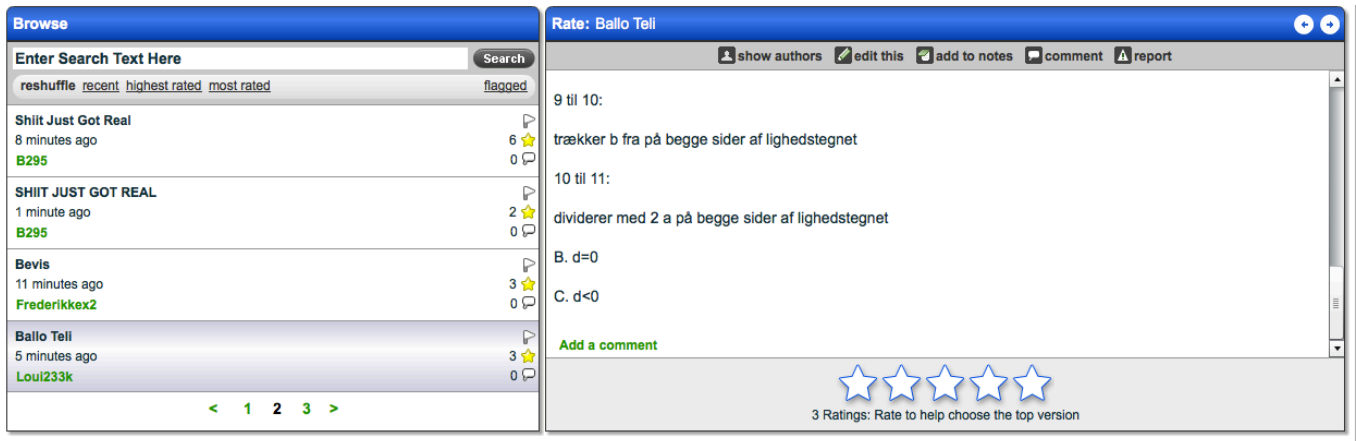 Browse
Enter Search Text Here Search
reshuffle recent highest rated most rated flagged
Shiit Just Got Real
8 minutes ago 6
B295 0
SHIIT JUST GOT REAL
1 minute ago 2
B295 0
Bevis
11 minutes ago 3
Frederikkex2 0
Ballo Teli
5 minutes ago 3
Loui233k 0
< 1 2 3 >
Rate: Ballo Teli
show authors edit this add to notes comment report
9 til 10:
trækker b fra på begge sider af lighedstegnet
10 til 11:
dividerer med 2 a på begge sider af lighedstegnet
B. d=0
C. d<0
Add a comment
3 Ratings: Rate to help choose the top version